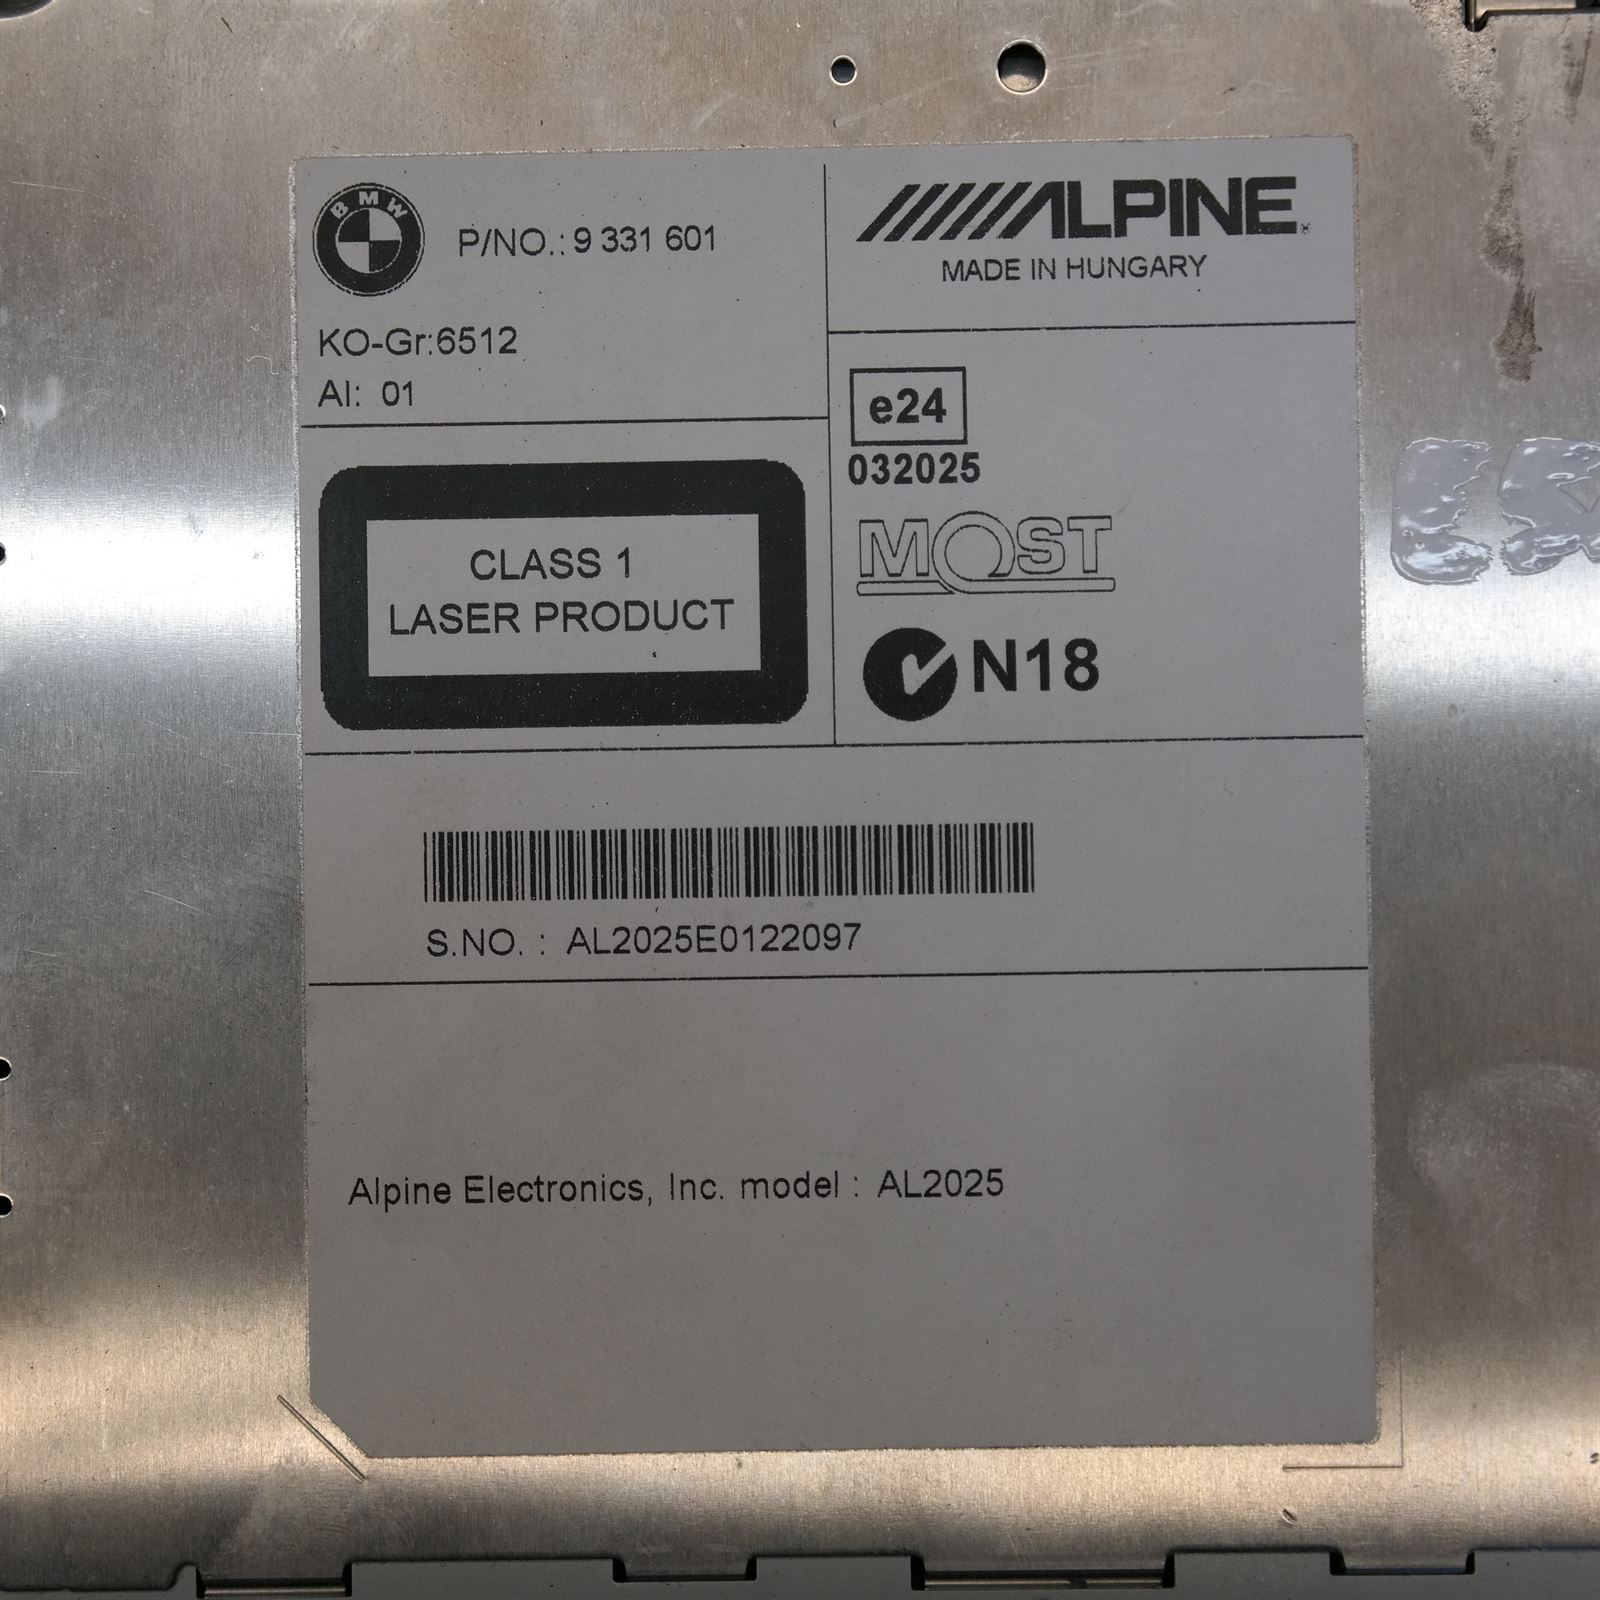 BMW
P/NO.: 9 331 601
KO-Gr:6512
AI: 01
ALPINE
MADE IN HUNGARY
e24
032025
MOST
N18
CLASS 1
LASER PRODUCT
S.NO. : AL2025E0122097
Alpine Electronics, Inc. model : AL2025